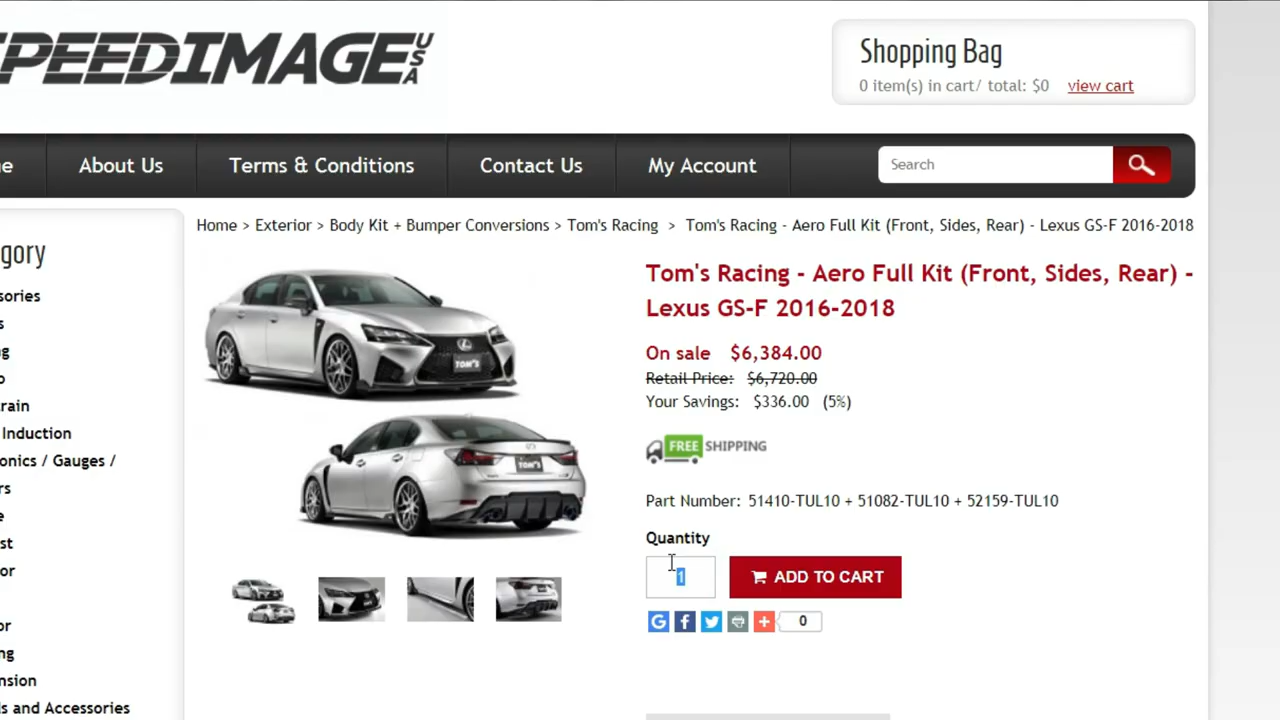 PEEDIMAGE USA
Shopping Bag
0 item(s) in cart/ total: $0 view cart
e
About Us
Terms & Conditions
Contact Us
My Account
Search
Home > Exterior > Body Kit + Bumper Conversions > Tom's Racing > Tom's Racing - Aero Full Kit (Front, Sides, Rear) - Lexus GS-F 2016-2018
gory
sories
s
g
o
rain
Induction
onics / Gauges /
rs
e
st
or
or
ng
nsion
ls and Accessories
TOM'S
TOM'S
Tom's Racing - Aero Full Kit (Front, Sides, Rear) -
Lexus GS-F 2016-2018
On sale $6,384.00
Retail Price: $6,720.00
Your Savings: $336.00 (5%)
FREE SHIPPING
Part Number: 51410-TUL10 + 51082-TUL10 + 52159-TUL10
Quantity
1
ADD TO CART
G f + 0